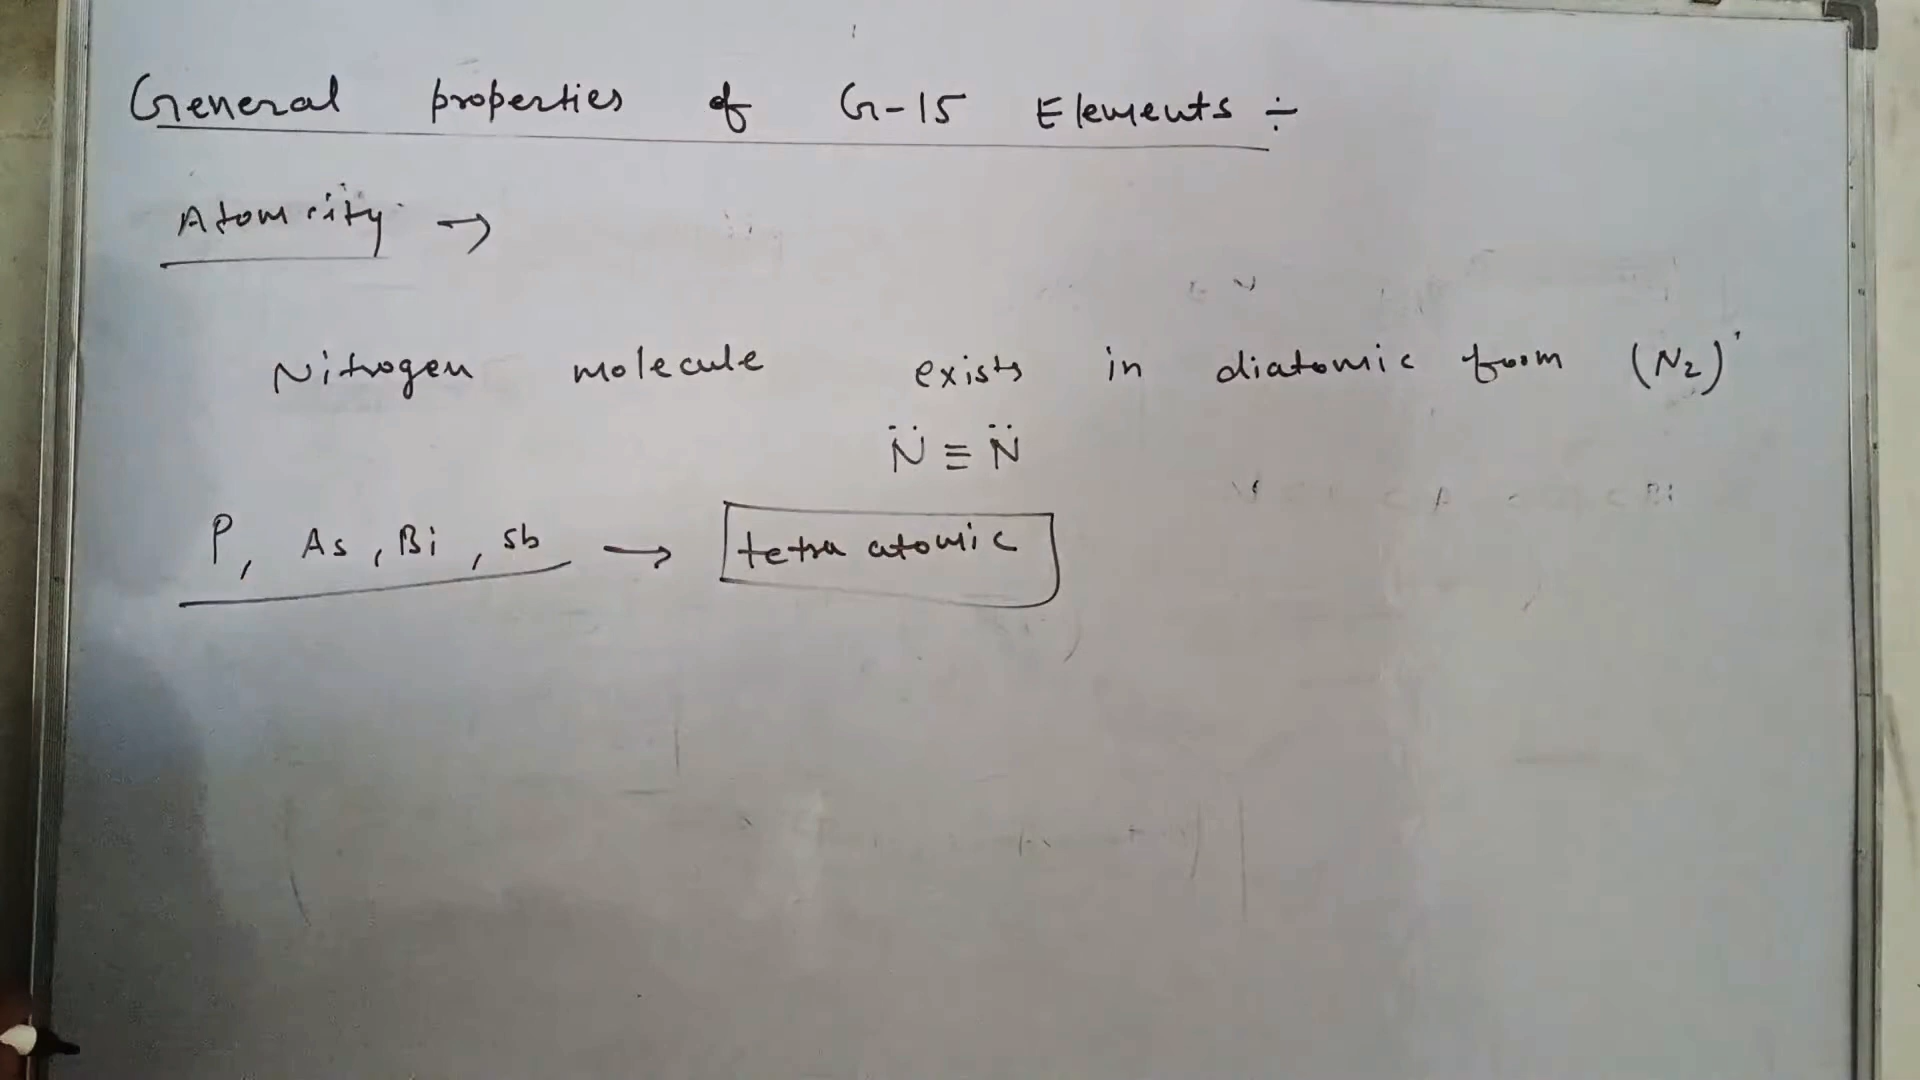 General properties of G-15 Elements ÷
Atomicity →
Nitrogen molecule exists in diatomic form (N₂)
N̈ ≡ N̈
P, As, Bi, Sb → tetra atomic